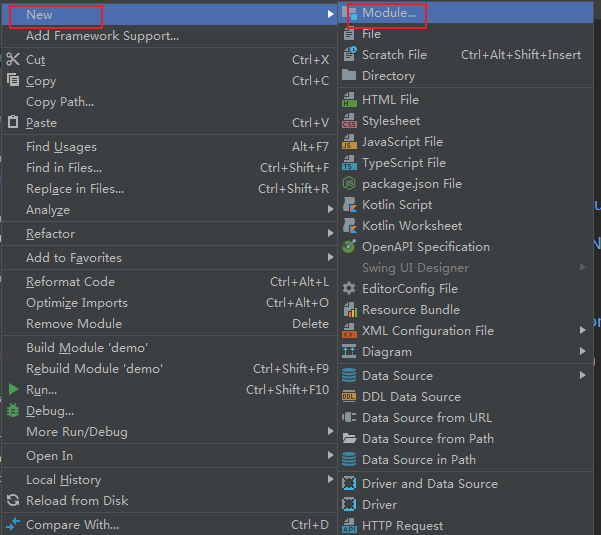 New
Add Framework Support...
Cut Ctrl+X
Copy Ctrl+C
Copy Path...
Paste Ctrl+V
Find Usages Alt+F7
Find in Files... Ctrl+Shift+F
Replace in Files... Ctrl+Shift+R
Analyze
Refactor
Add to Favorites
Reformat Code Ctrl+Alt+L
Optimize Imports Ctrl+Alt+O
Remove Module Delete
Build Module 'demo'
Rebuild Module 'demo' Ctrl+Shift+F9
Run... Ctrl+Shift+F10
Debug...
More Run/Debug
Open In
Local History
Reload from Disk
Compare With... Ctrl+D
Module...
File
Scratch File Ctrl+Alt+Shift+Insert
Directory
HTML File
Stylesheet
JavaScript File
TypeScript File
package.json File
Kotlin Script
Kotlin Worksheet
OpenAPI Specification
Swing UI Designer
EditorConfig File
Resource Bundle
XML Configuration File
Diagram
Data Source
DDL Data Source
Data Source from URL
Data Source from Path
Data Source in Path
Driver and Data Source
Driver
HTTP Request